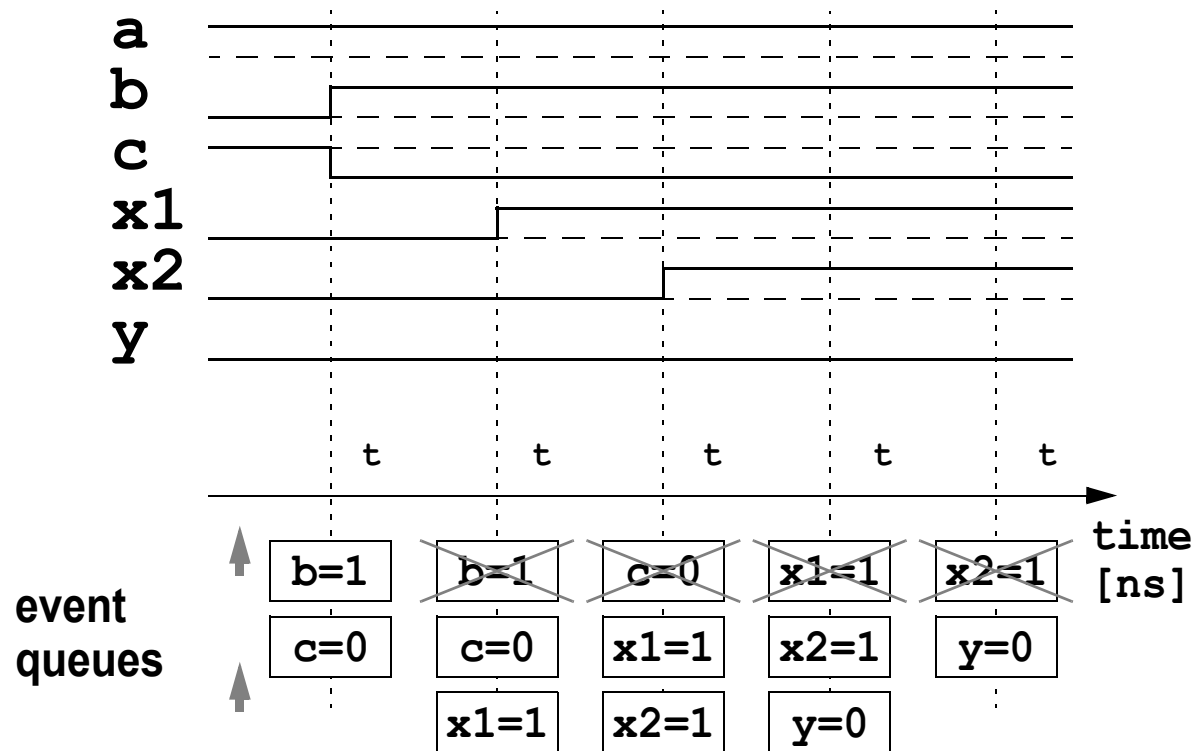 a
b
c
x1
x2
y
t t t t t
time
[ns]
event
queues
b=1 b=1 c=0 x1=1 x2=1
c=0 c=0 x1=1 x2=1 y=0
x1=1 x2=1 y=0